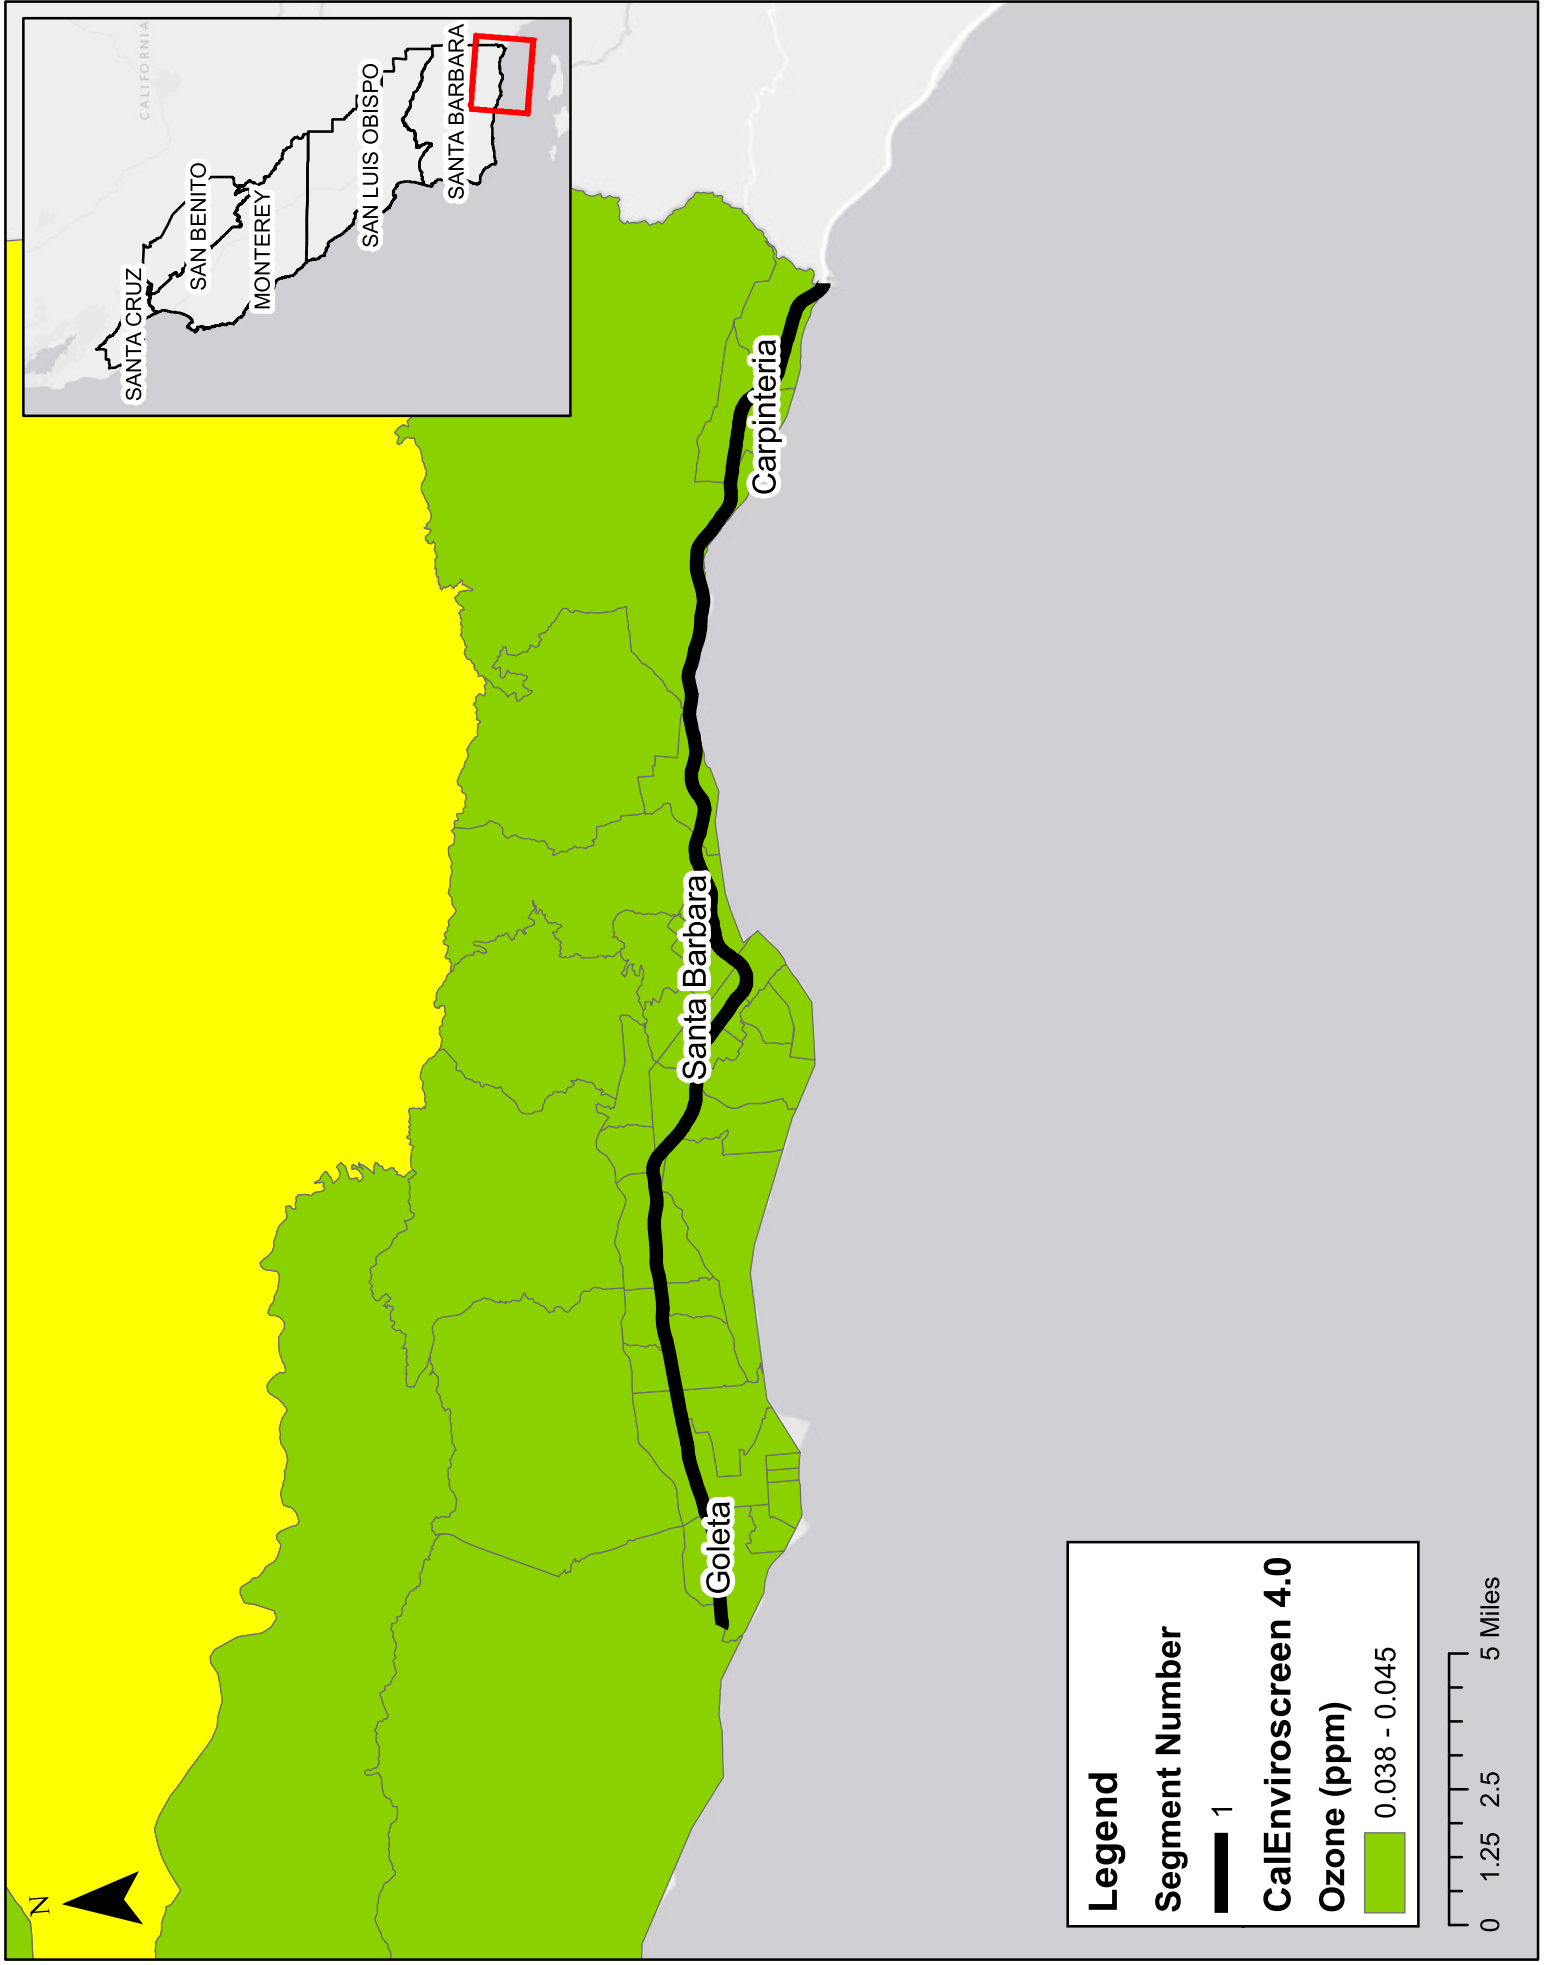 CALIFORNIA
SANTA CRUZ
SAN BENITO
MONTEREY
SAN LUIS OBISPO
SANTA BARBARA
N
Goleta
Santa Barbara
Carpinteria
Legend
Segment Number
1
CalEnviroscreen 4.0
Ozone (ppm)
0.038 - 0.045
0 1.25 2.5 5 Miles